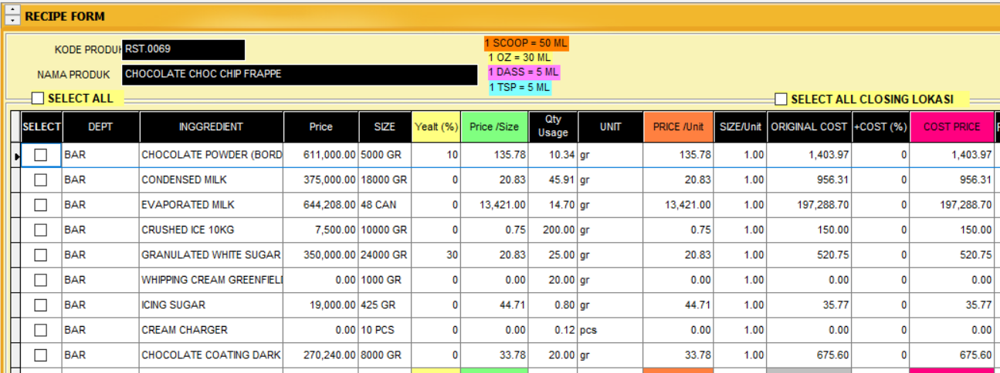 RECIPE FORM
KODE PRODUK RST.0069
NAMA PRODUK CHOCOLATE CHOC CHIP FRAPPE
1 SCOOP = 50 ML
1 OZ = 30 ML
1 DASS = 5 ML
1 TSP = 5 ML
SELECT ALL
SELECT ALL CLOSING LOKASI
SELECT DEPT INGGREDIENT Price SIZE Yealt (%) Price /Size Qty Usage UNIT PRICE /Unit SIZE/Unit ORIGINAL COST +COST (%) COST PRICE
BAR CHOCOLATE POWDER (BORD 611,000.00 5000 GR 10 135.78 10.34 gr 135.78 1.00 1,403.97 0 1,403.97
BAR CONDENSED MILK 375,000.00 18000 GR 0 20.83 45.91 gr 20.83 1.00 956.31 0 956.31
BAR EVAPORATED MILK 644,208.00 48 CAN 0 13,421.00 14.70 gr 13,421.00 1.00 197,288.70 0 197,288.70
BAR CRUSHED ICE 10KG 7,500.00 10000 GR 0 0.75 200.00 gr 0.75 1.00 150.00 0 150.00
BAR GRANULATED WHITE SUGAR 350,000.00 24000 GR 30 20.83 25.00 gr 20.83 1.00 520.75 0 520.75
BAR WHIPPING CREAM GREENFIEL 0.00 1000 GR 0 0.00 20.00 gr 0.00 1.00 0.00 0 0.00
BAR ICING SUGAR 19,000.00 425 GR 0 44.71 0.80 gr 44.71 1.00 35.77 0 35.77
BAR CREAM CHARGER 0.00 10 PCS 0 0.00 0.12 pcs 0.00 1.00 0.00 0 0.00
BAR CHOCOLATE COATING DARK 270,240.00 8000 GR 0 33.78 20.00 gr 33.78 1.00 675.60 0 675.60